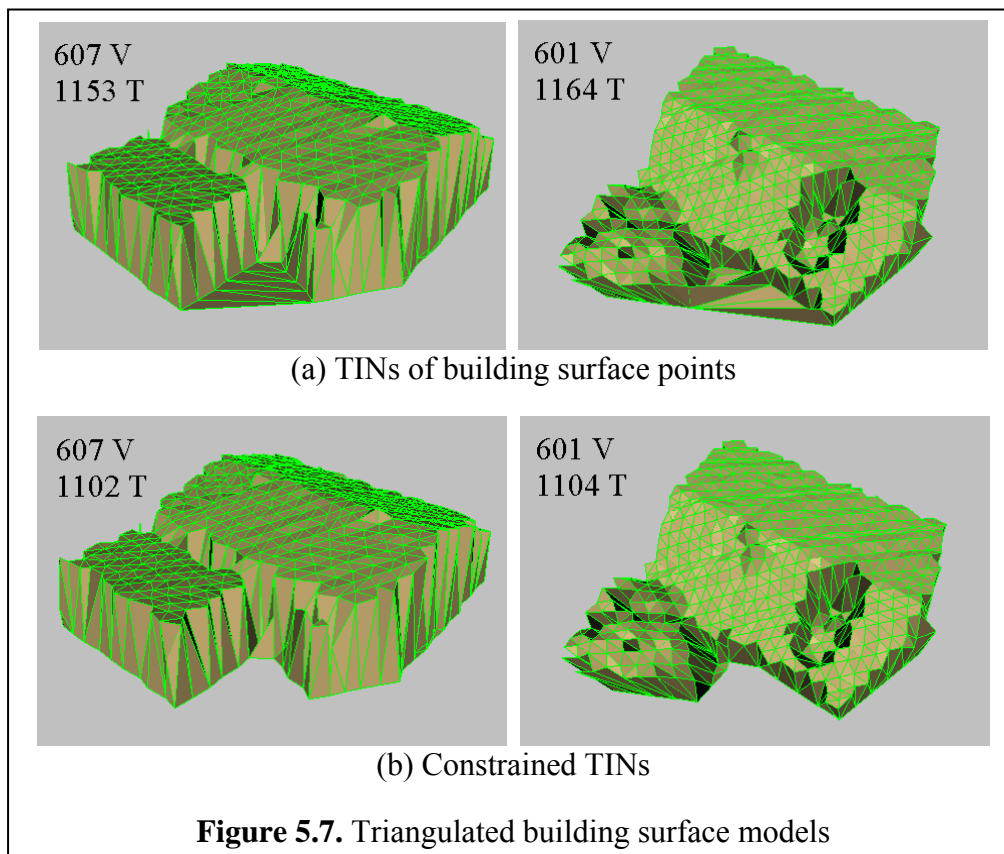 607 V
1153 T
601 V
1164 T
(a) TINs of building surface points
607 V
1102 T
601 V
1104 T
(b) Constrained TINs
Figure 5.7. Triangulated building surface models